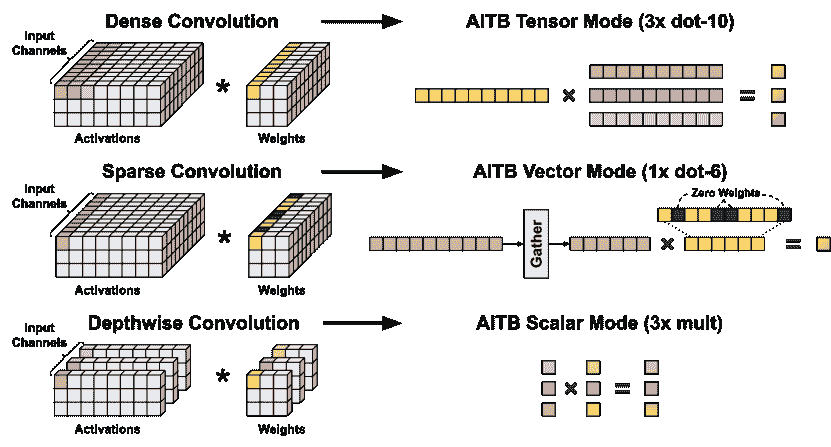 Dense Convolution
AITB Tensor Mode (3x dot-10)
Input
Channels
*
×
=
Activations
Weights
Sparse Convolution
AITB Vector Mode (1x dot-6)
Input
Channels
Zero Weights
*
Gather
×
=
Activations
Weights
Depthwise Convolution
AITB Scalar Mode (3x mult)
Input
Channels
*
×
=
Activations
Weights